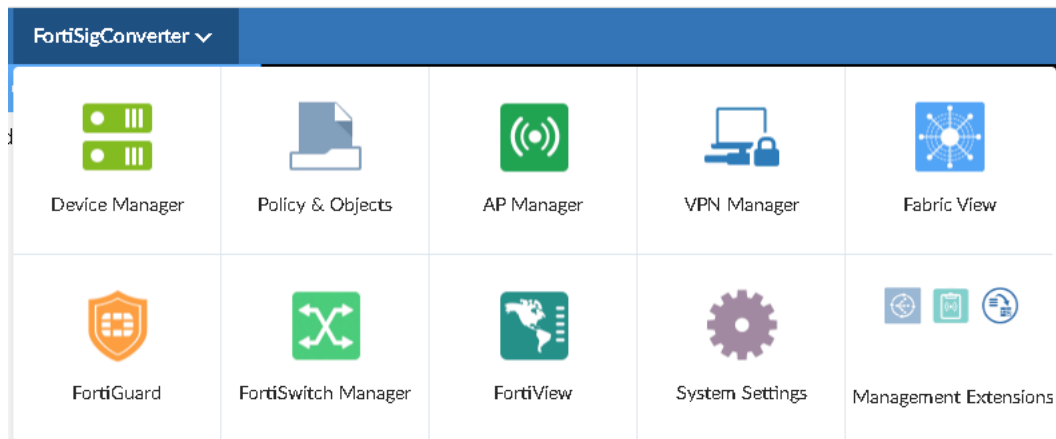 FortiSigConverter
Device Manager
Policy & Objects
AP Manager
VPN Manager
Fabric View
FortiGuard
FortiSwitch Manager
FortiView
System Settings
Management Extensions